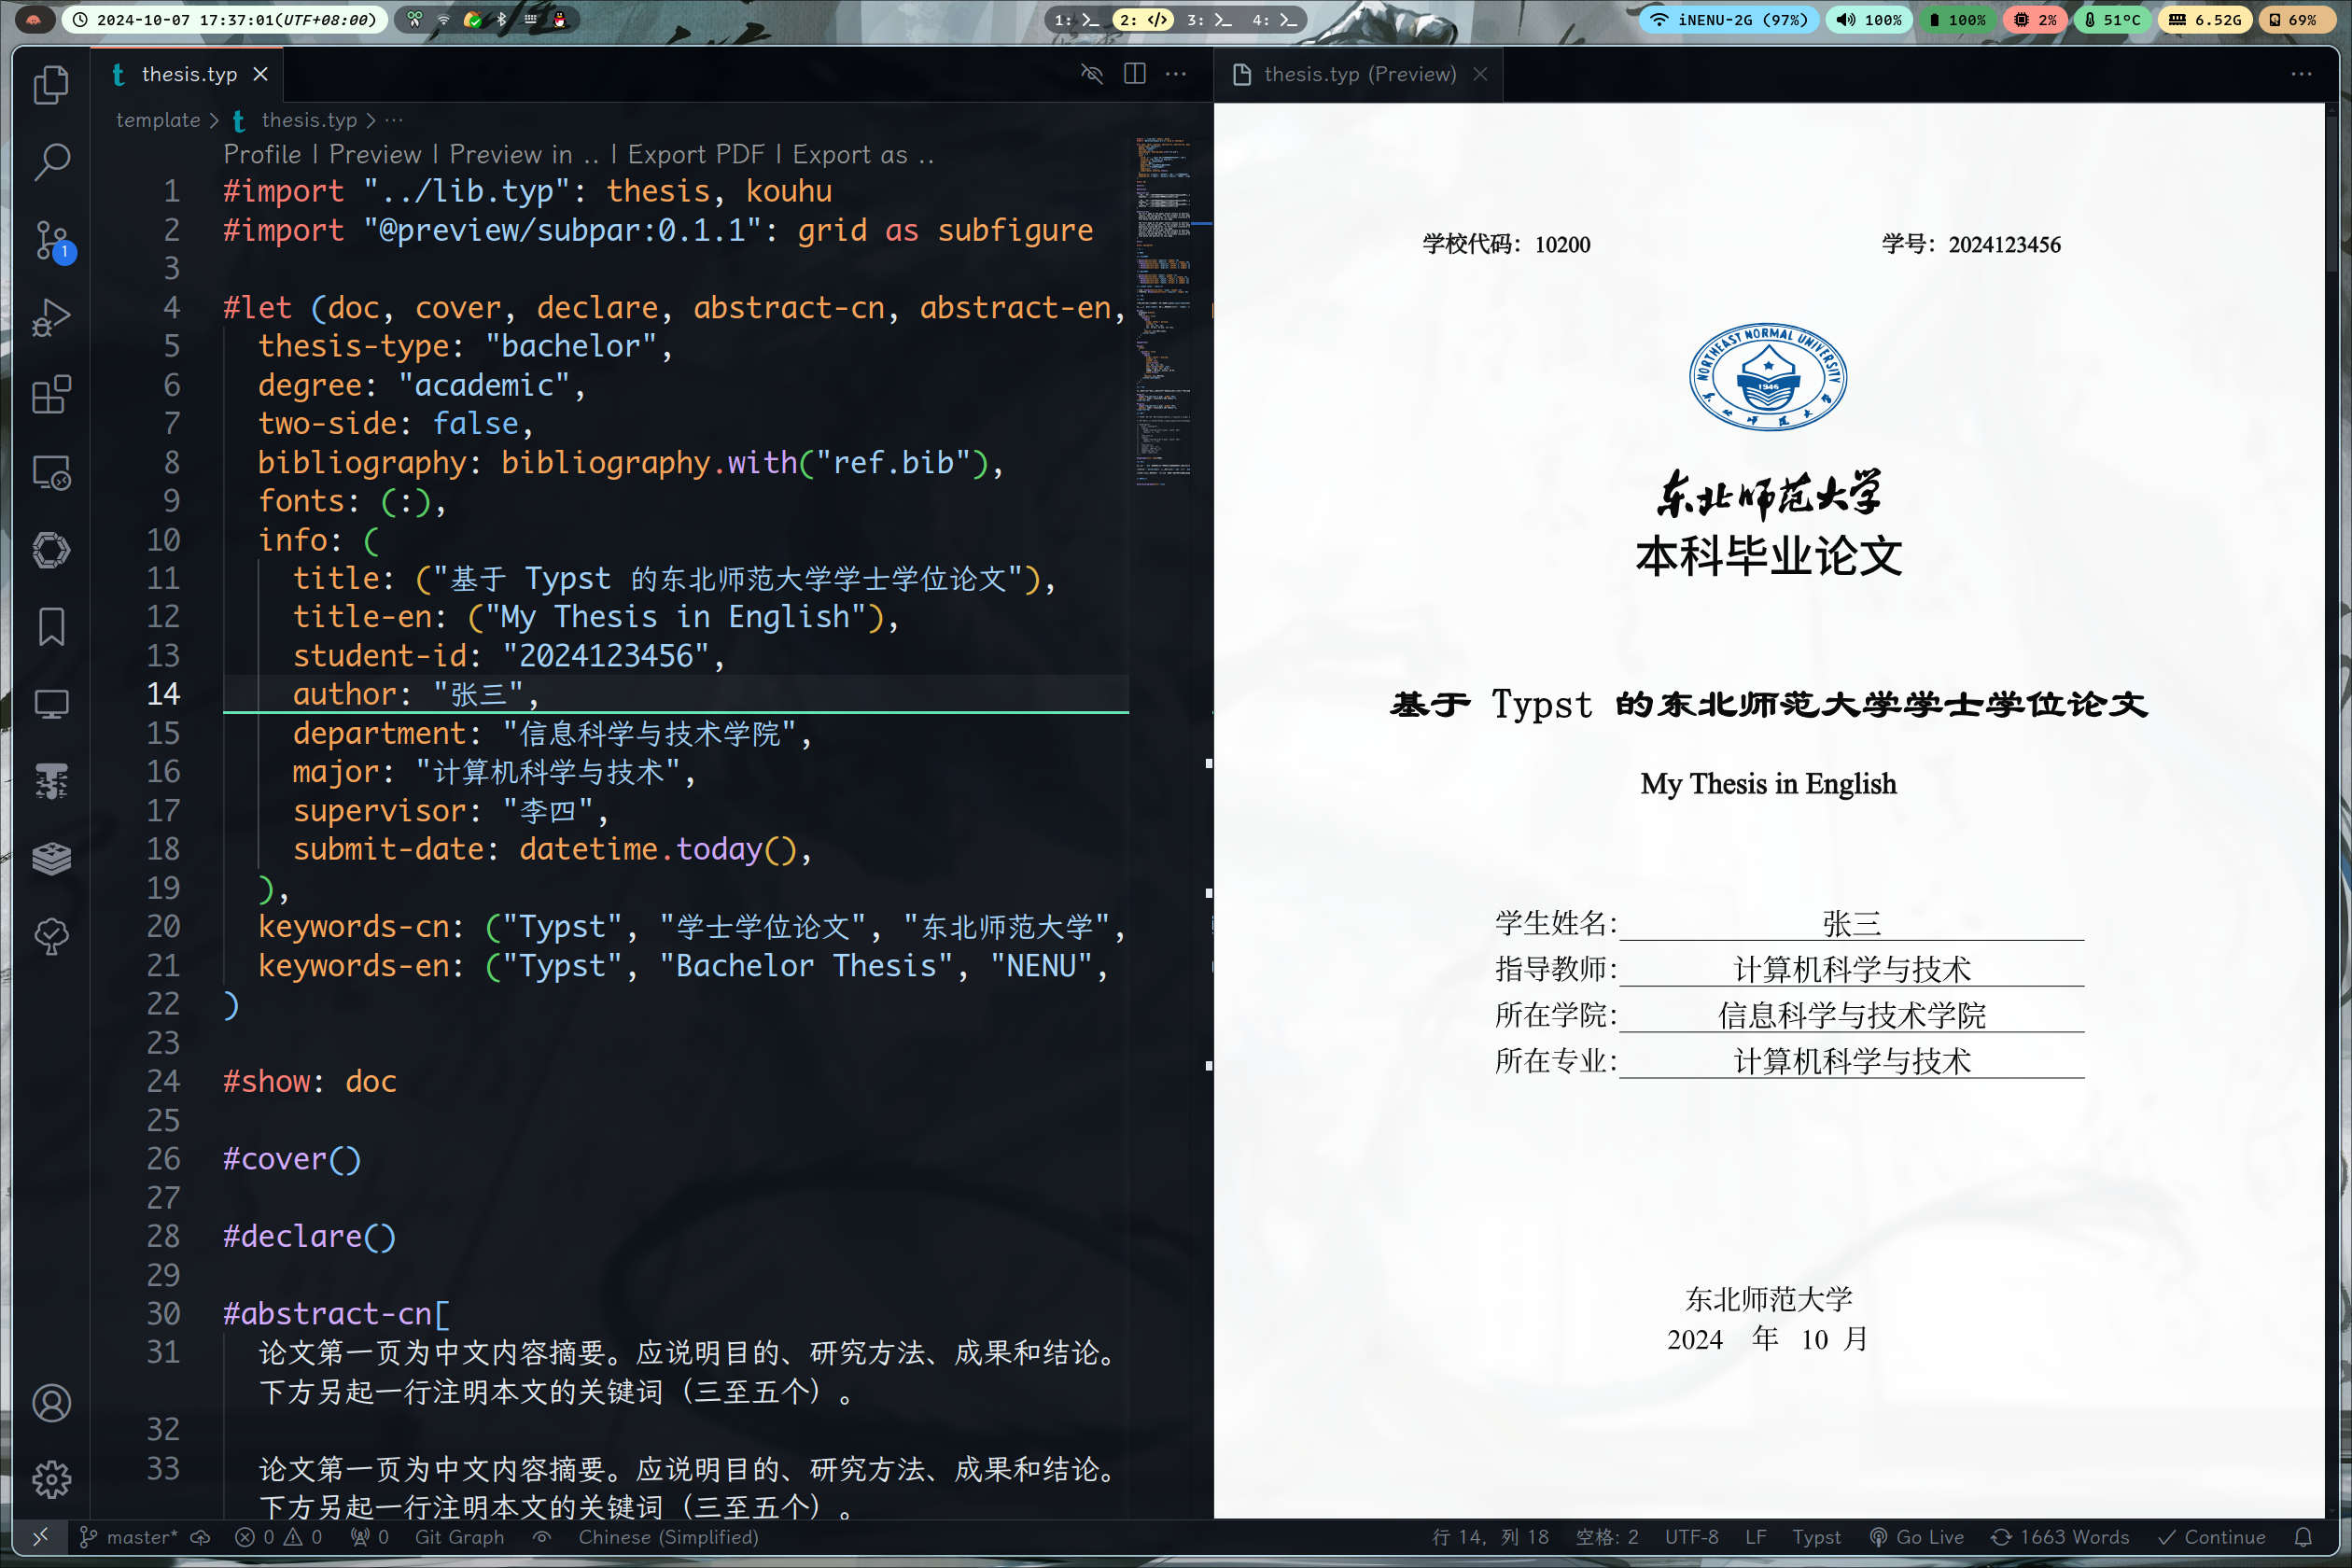 2024-10-07 17:37:01(UTF+08:00)
1: 2: 3: 4:
iNENU-2G (97%) 100% 100% 2% 51°C 6.52G 69%
thesis.typ
template > thesis.typ > ...
Profile | Preview | Preview in .. | Export PDF | Export as ..
1 #import "../lib.typ": thesis, kouhu
2 #import "@preview/subpar:0.1.1": grid as subfigure
3
4 #let (doc, cover, declare, abstract-cn, abstract-en,
5 thesis-type: "bachelor",
6 degree: "academic",
7 two-side: false,
8 bibliography: bibliography.with("ref.bib"),
9 fonts: (:),
10 info: (
11 title: ("基于 Typst 的东北师范大学学士学位论文"),
12 title-en: ("My Thesis in English"),
13 student-id: "2024123456",
14 author: "张三",
15 department: "信息科学与技术学院",
16 major: "计算机科学与技术",
17 supervisor: "李四",
18 submit-date: datetime.today(),
19 ),
20 keywords-cn: ("Typst", "学士学位论文", "东北师范大学",
21 keywords-en: ("Typst", "Bachelor Thesis", "NENU",
22 )
23
24 #show: doc
25
26 #cover()
27
28 #declare()
29
30 #abstract-cn[
31 论文第一页为中文内容摘要。应说明目的、研究方法、成果和结论。
下方另起一行注明本文的关键词（三至五个）。
32
33 论文第一页为中文内容摘要。应说明目的、研究方法、成果和结论。
下方另起一行注明本文的关键词（三至五个）。
1
thesis.typ (Preview)
学校代码：10200 学号：2024123456
NORTHEAST NORMAL UNIVERSITY
1946
东北师范大学
东北师范大学
本科毕业论文
基于 Typst 的东北师范大学学士学位论文
My Thesis in English
学生姓名：张三
指导教师：计算机科学与技术
所在学院：信息科学与技术学院
所在专业：计算机科学与技术
东北师范大学
2024 年 10 月
master* 0 0 0 Git Graph Chinese (Simplified) 行 14，列 18 空格: 2 UTF-8 LF Typst Go Live 1663 Words Continue